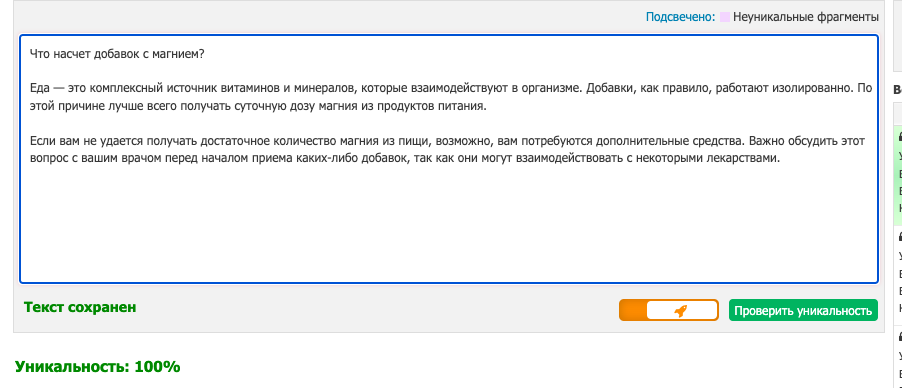 Подсвечено: Неуникальные фрагменты
Что насчет добавок с магнием?
Еда — это комплексный источник витаминов и минералов, которые взаимодействуют в организме. Добавки, как правило, работают изолированно. По
этой причине лучше всего получать суточную дозу магния из продуктов питания.
Если вам не удается получать достаточное количество магния из пищи, возможно, вам потребуются дополнительные средства. Важно обсудить этот
вопрос с вашим врачом перед началом приема каких-либо добавок, так как они могут взаимодействовать с некоторыми лекарствами.
Текст сохранен
Проверить уникальность
Уникальность: 100%